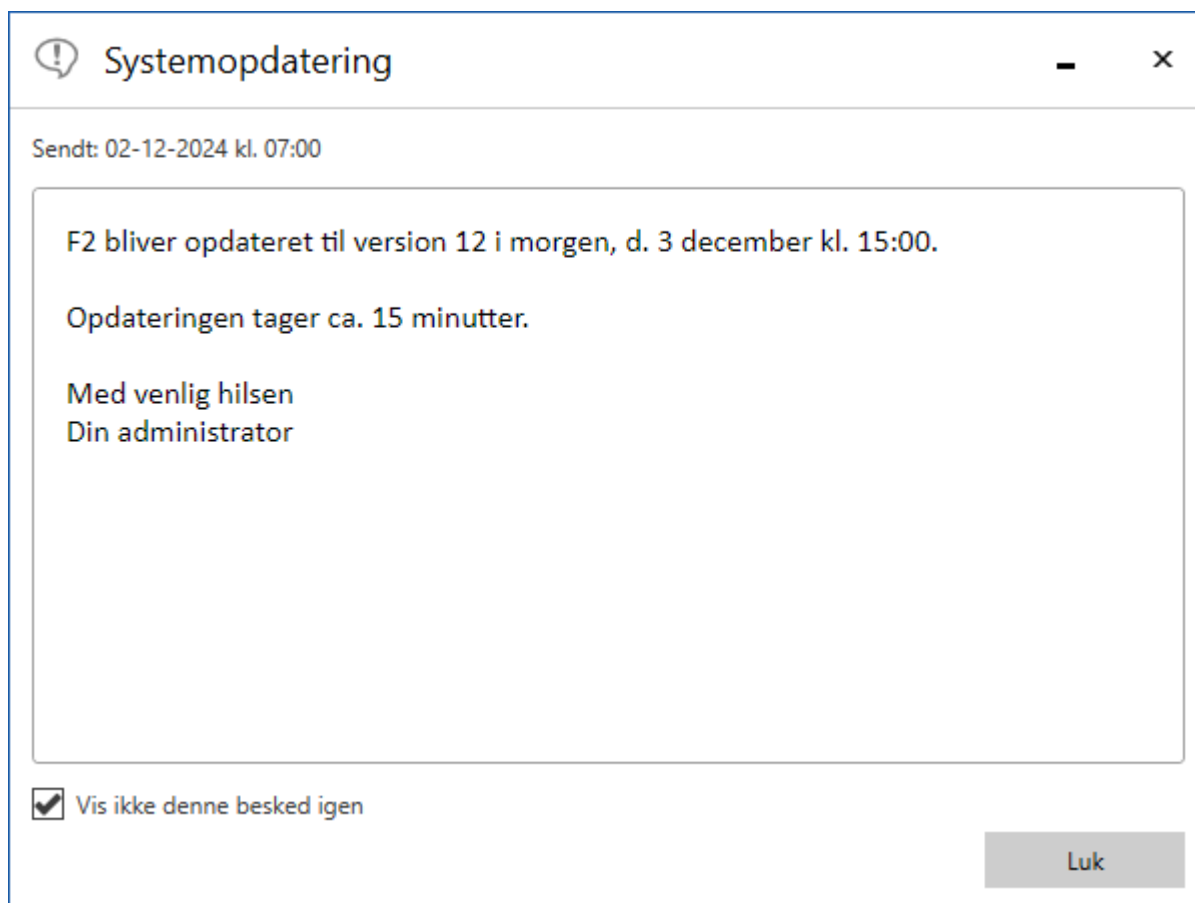 Systemopdatering
Sendt: 02-12-2024 kl. 07:00
F2 bliver opdateret til version 12 i morgen, d. 3 december kl. 15:00.
Opdateringen tager ca. 15 minutter.
Med venlig hilsen
Din administrator
Vis ikke denne besked igen
Luk